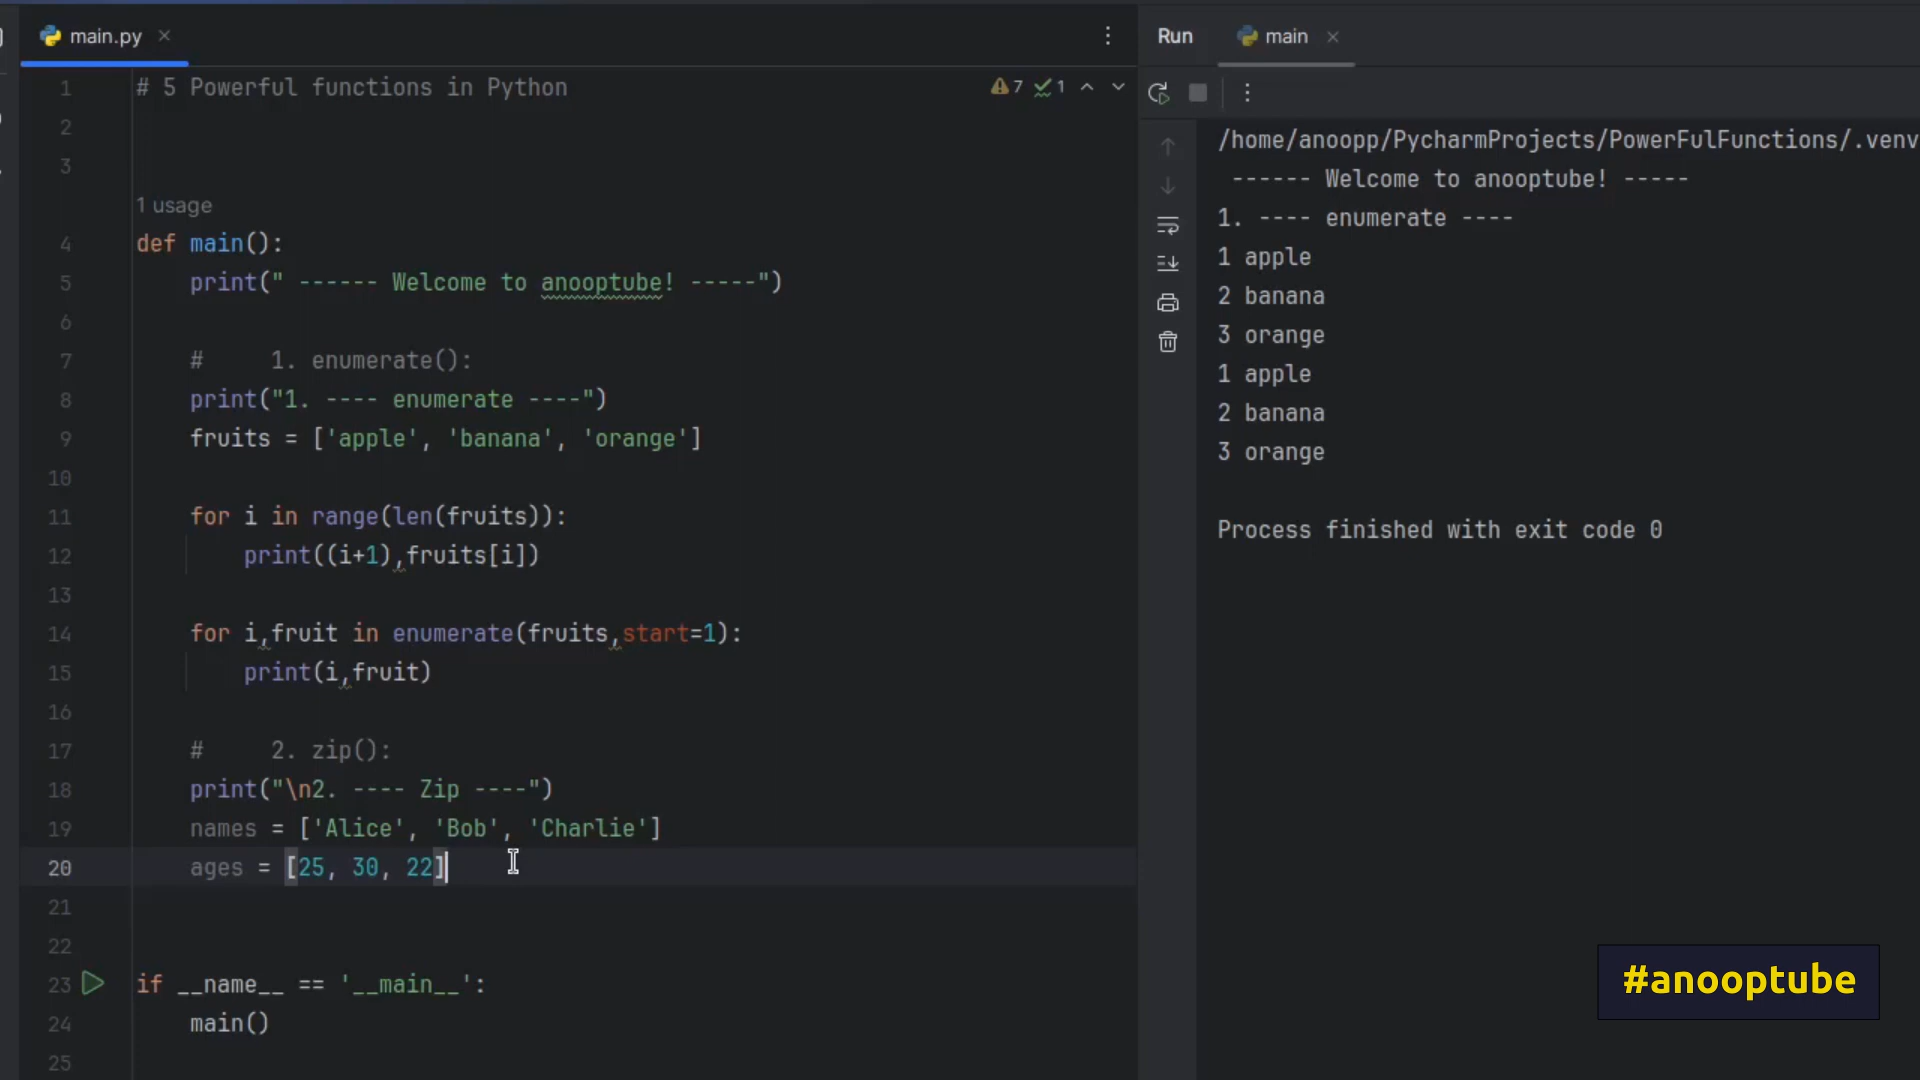 main.py
1 # 5 Powerful functions in Python
7 1
2
3
1 usage
4 def main():
5 print(" ------ Welcome to anooptube! -----")
6
7 # 1. enumerate():
8 print("1. ---- enumerate ----")
9 fruits = ['apple', 'banana', 'orange']
10
11 for i in range(len(fruits)):
12 print((i+1),fruits[i])
13
14 for i,fruit in enumerate(fruits,start=1):
15 print(i,fruit)
16
17 # 2. zip():
18 print("\n2. ---- Zip ----")
19 names = ['Alice', 'Bob', 'Charlie']
20 ages = [25, 30, 22]
21
22
23 if __name__ == '__main__':
24 main()
25
Run main
/home/anoopp/PycharmProjects/PowerFulFunctions/.venv
------ Welcome to anooptube! -----
1. ---- enumerate ----
1 apple
2 banana
3 orange
1 apple
2 banana
3 orange
Process finished with exit code 0
#anooptube